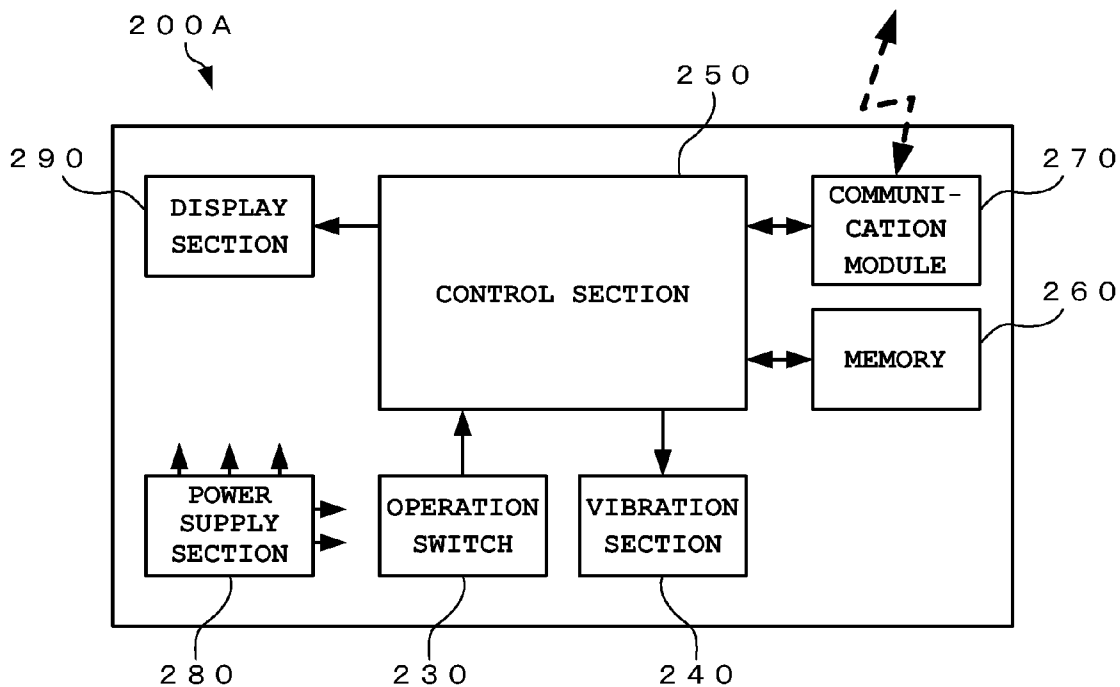 200A
250
290
270
DISPLAY
SECTION
COMMUNI-
CATION
MODULE
CONTROL SECTION
260
MEMORY
POWER
SUPPLY
SECTION
OPERATION
SWITCH
VIBRATION
SECTION
280
230
240